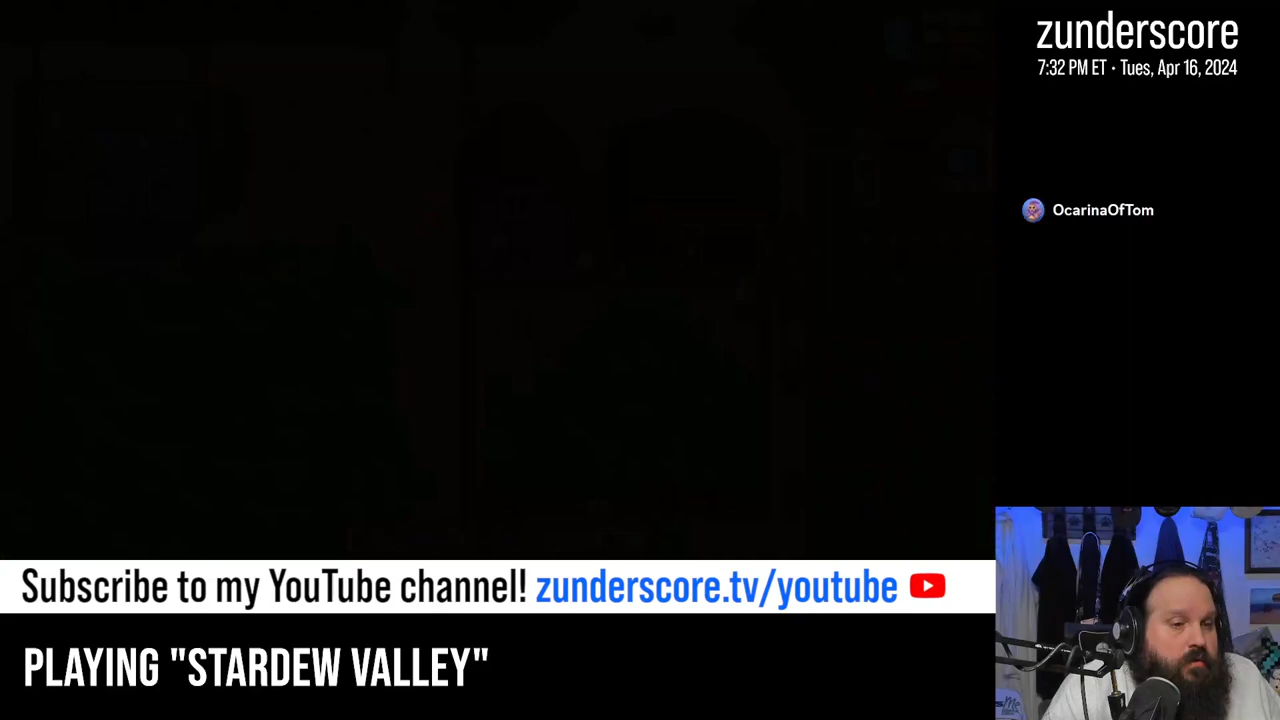 zunderscore
7:32 PM ET · Tues, Apr 16, 2024
OcarinaOfTom
Subscribe to my YouTube channel! zunderscore.tv/youtube
PLAYING "STARDEW VALLEY"